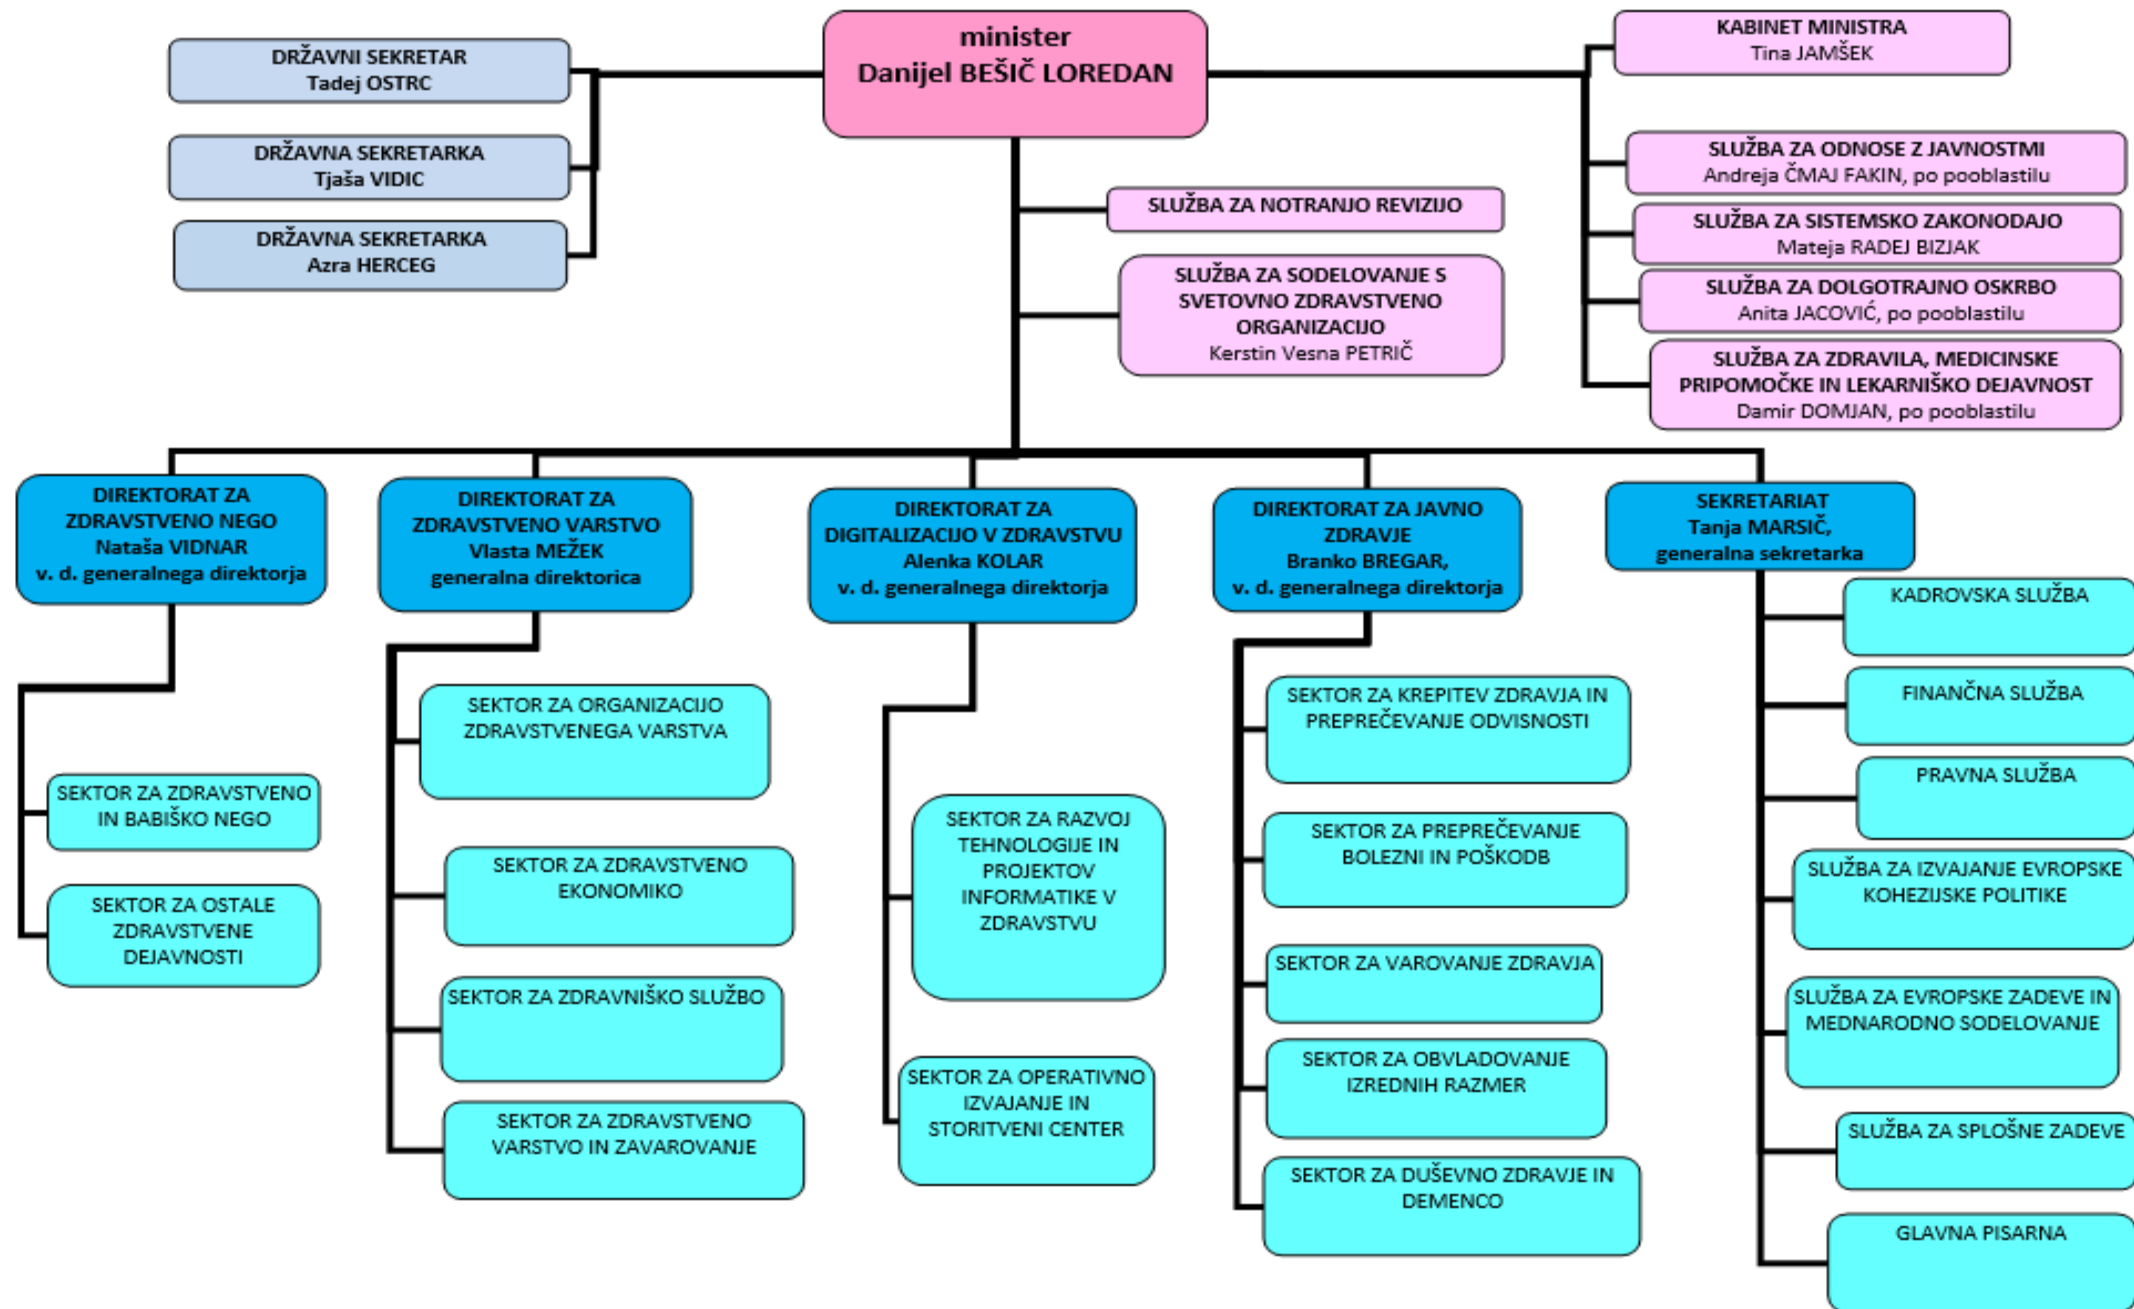 minister
Danijel BEŠIČ LOREDAN
DRŽAVNI SEKRETAR
Tadej OSTRC
DRŽAVNA SEKRETARKA
Tjaša VIDIC
DRŽAVNA SEKRETARKA
Azra HERCEG
KABINET MINISTRA
Tina JAMŠEK
SLUŽBA ZA ODNOSE Z JAVNOSTMI
Andreja ČMAJ FAKIN, po pooblastilu
SLUŽBA ZA SISTEMSKO ZAKONODAJO
Mateja RADEJ BIZJAK
SLUŽBA ZA DOLGOTRAJNO OSKRBO
Anita JACOVIĆ, po pooblastilu
SLUŽBA ZA ZDRAVILA, MEDICINSKE
PRIPOMOČKE IN LEKARNIŠKO DEJAVNOST
Damir DOMJAN, po pooblastilu
SLUŽBA ZA NOTRANJO REVIZIJO
SLUŽBA ZA SODELOVANJE S
SVETOVNO ZDRAVSTVENO
ORGANIZACIJO
Kerstin Vesna PETRIČ
DIREKTORAT ZA
ZDRAVSTVENO NEGO
Nataša VIDNAR
v. d. generalnega direktorja
SEKTOR ZA ZDRAVSTVENO
IN BABIŠKO NEGO
SEKTOR ZA OSTALE
ZDRAVSTVENE
DEJAVNOSTI
DIREKTORAT ZA
ZDRAVSTVENO VARSTVO
Vlasta MEŽEK
generalna direktorica
SEKTOR ZA ORGANIZACIJO
ZDRAVSTVENEGA VARSTVA
SEKTOR ZA ZDRAVSTVENO
EKONOMIKO
SEKTOR ZA ZDRAVNIŠKO SLUŽBO
SEKTOR ZA ZDRAVSTVENO
VARSTVO IN ZAVAROVANJE
DIREKTORAT ZA
DIGITALIZACIJO V ZDRAVSTVU
Alenka KOLAR
v. d. generalnega direktorja
SEKTOR ZA RAZVOJ
TEHNOLOGIJE IN
PROJEKTOV
INFORMATIKE V
ZDRAVSTVU
SEKTOR ZA OPERATIVNO
IZVAJANJE IN
STORITVENI CENTER
DIREKTORAT ZA JAVNO
ZDRAVJE
Branko BREGAR,
v. d. generalnega direktorja
SEKTOR ZA KREPITEV ZDRAVJA IN
PREPREČEVANJE ODVISNOSTI
SEKTOR ZA PREPREČEVANJE
BOLEZNI IN POŠKODB
SEKTOR ZA VAROVANJE ZDRAVJA
SEKTOR ZA OBVLADOVANJE
IZREDNIH RAZMER
SEKTOR ZA DUŠEVNO ZDRAVJE IN
DEMENCO
SEKRETARIAT
Tanja MARSIČ,
generalna sekretarka
KADROVSKA SLUŽBA
FINANČNA SLUŽBA
PRAVNA SLUŽBA
SLUŽBA ZA IZVAJANJE EVROPSKE
KOHEZIJSKE POLITIKE
SLUŽBA ZA EVROPSKE ZADEVE IN
MEDNARODNO SODELOVANJE
SLUŽBA ZA SPLOŠNE ZADEVE
GLAVNA PISARNA